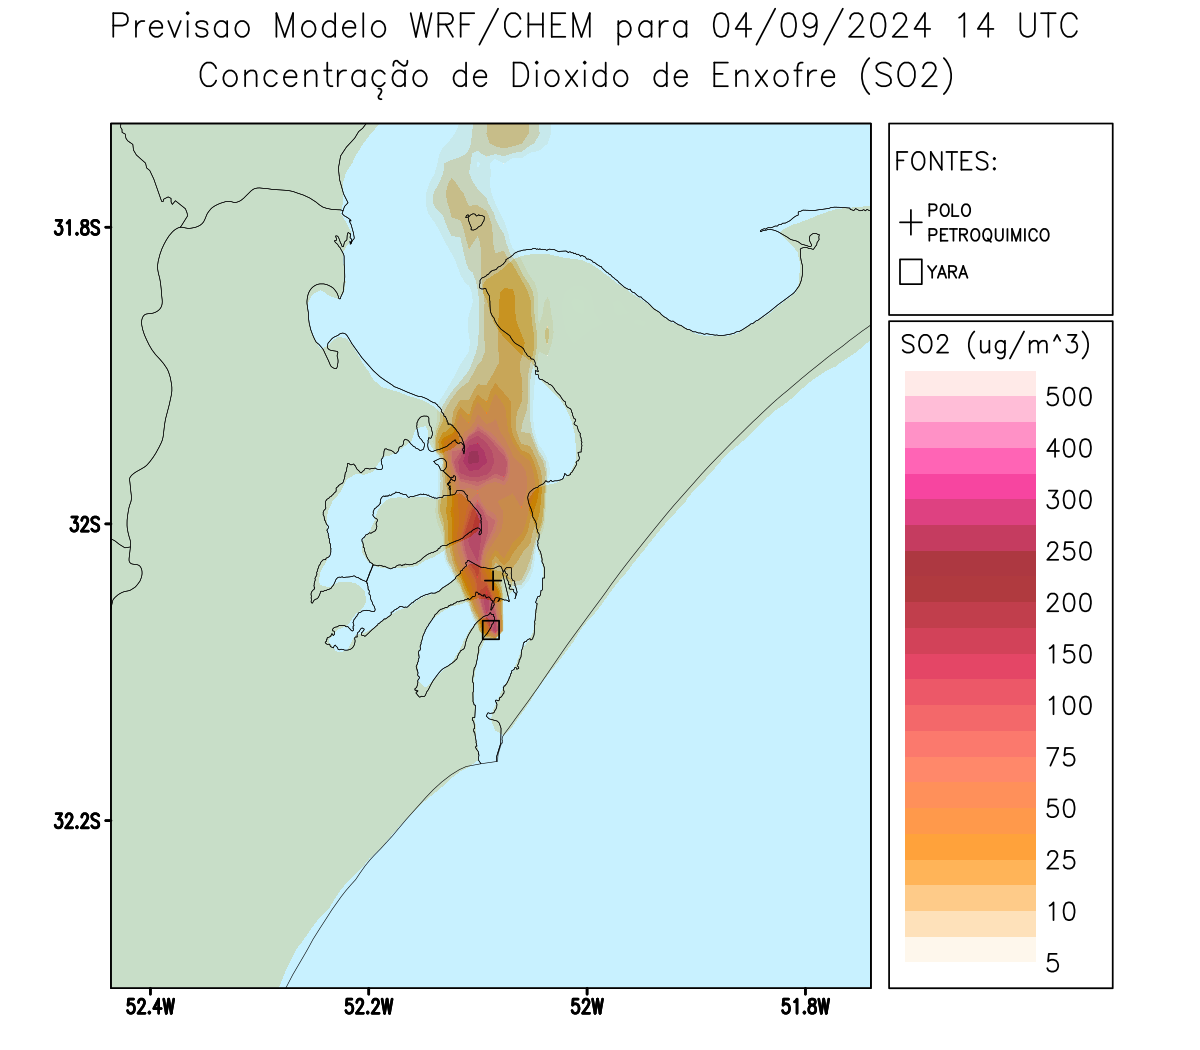 Previsao Modelo WRF/CHEM para 04/09/2024 14 UTC
Concentração de Dioxido de Enxofre (SO2)
FONTES:
POLO
PETROQUIMICO
YARA
31.8S
32S
32.2S
52.4W
52.2W
52W
51.8W
SO2 (ug/m^3)
500
400
300
250
200
150
100
75
50
25
10
5